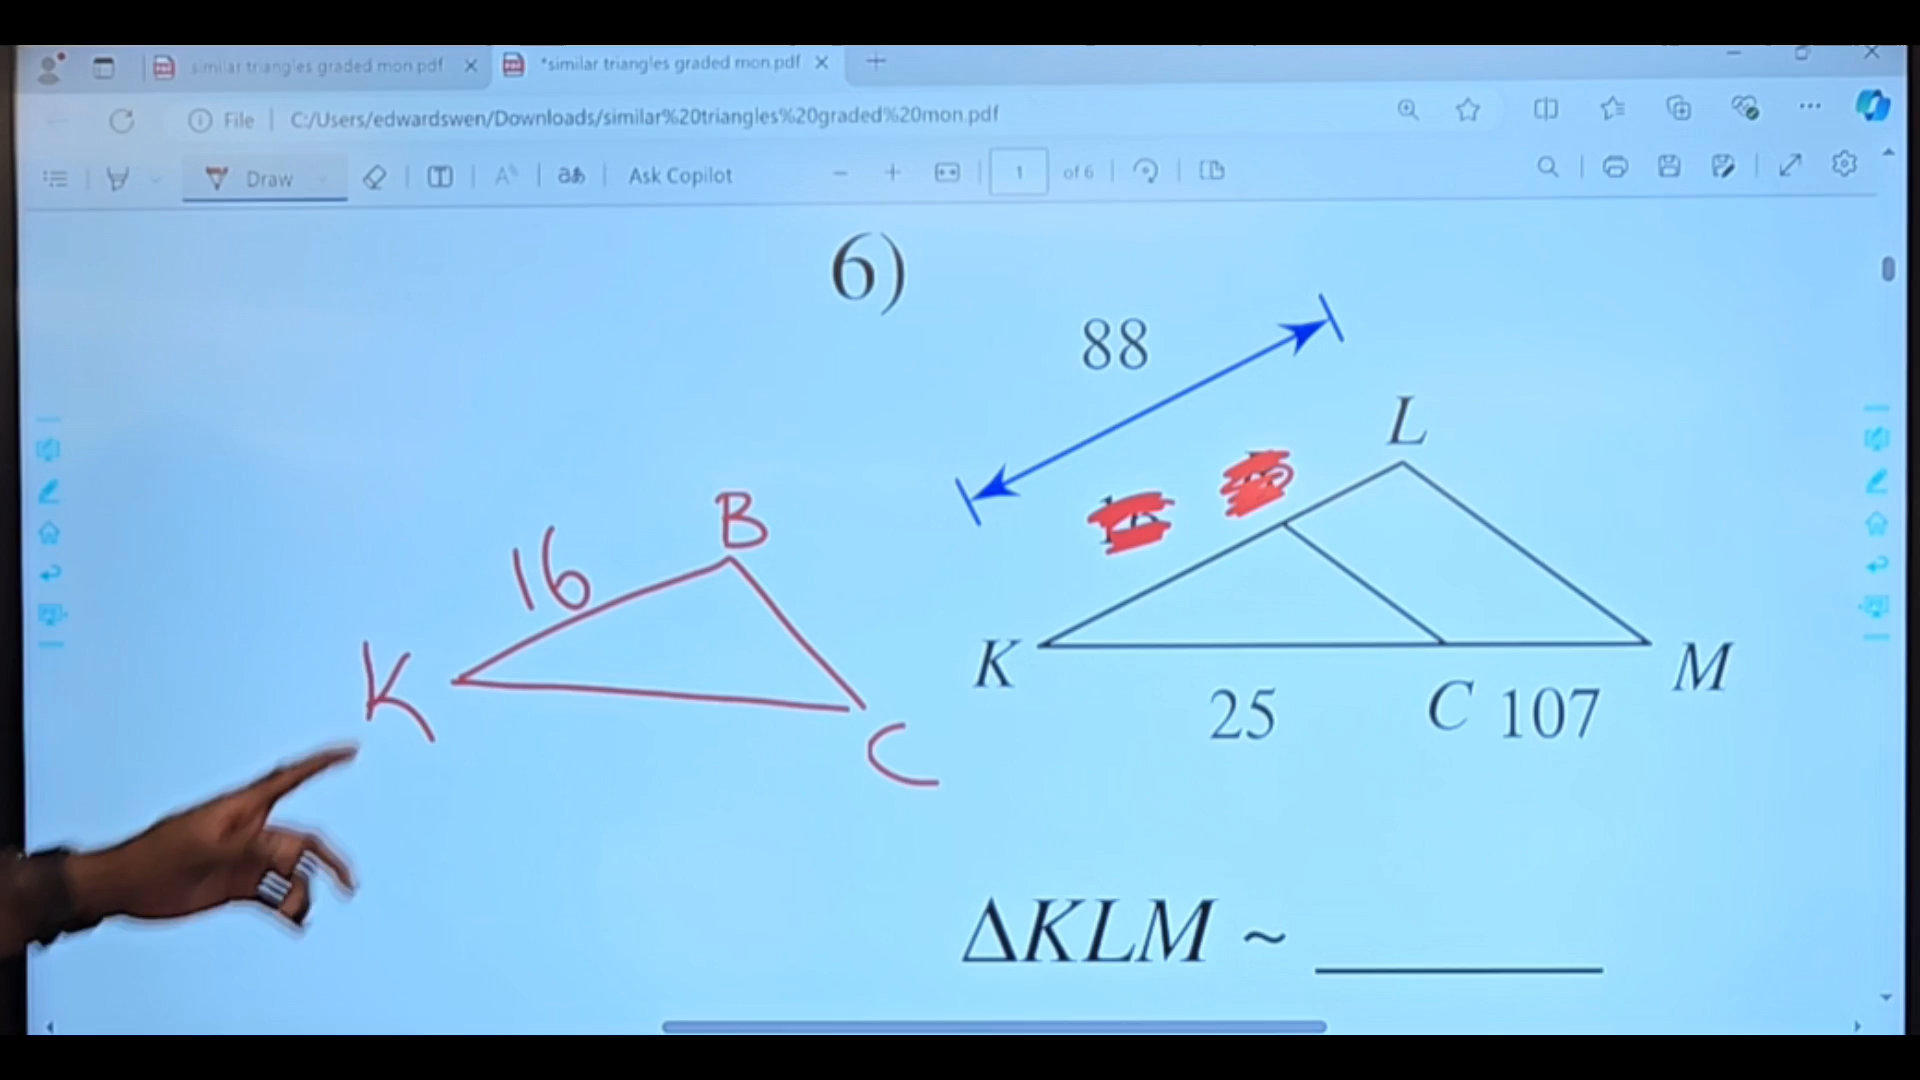 similar triangles graded mon.pdf
*similar triangles graded mon.pdf
File
C:/Users/edwardswen/Downloads/similar%20triangles%20graded%20mon.pdf
Draw
Ask Copilot
1 of 6
6)
88
L
B
16
K
C
K
M
25
C
107
ΔKLM ~ ________